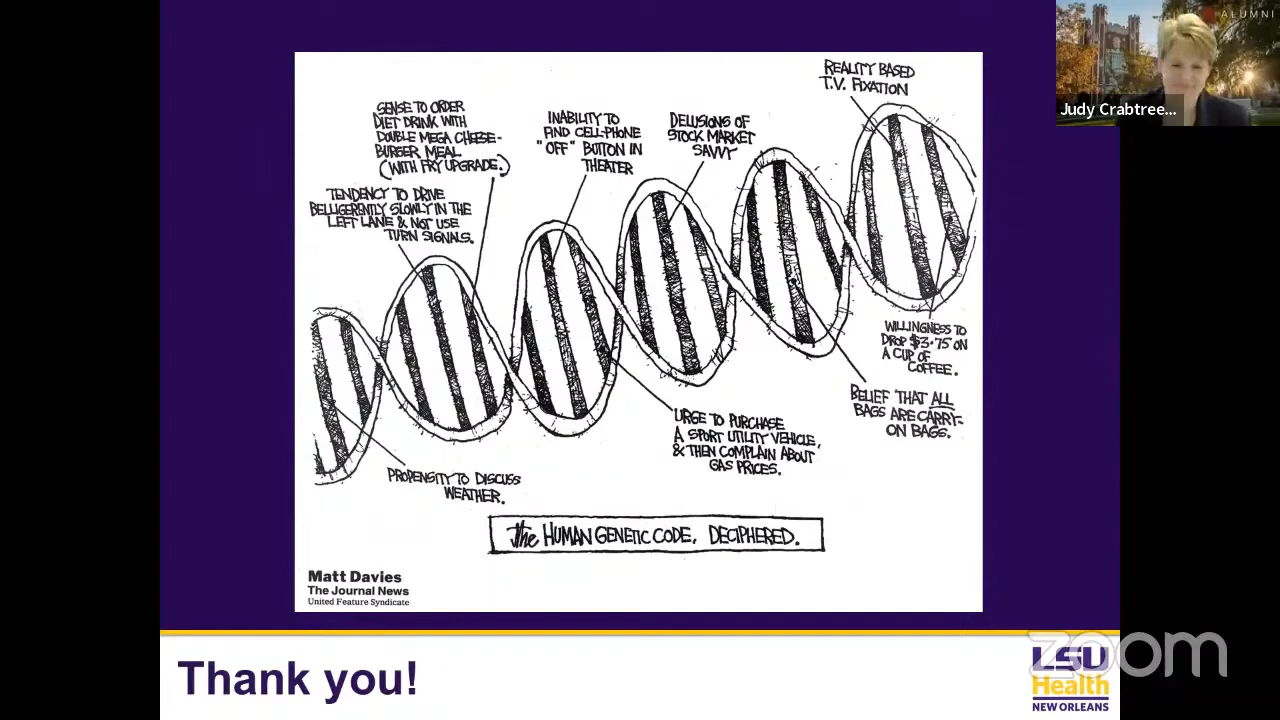 ALUMNI
Judy Crabtree...
REALITY BASED
T.V. FIXATION
SENSE TO ORDER
DIET DRINK WITH
DOUBLE MEGA CHEESE-
BURGER MEAL
(WITH FRY UPGRADE.)
INABILITY TO
FIND CELL-PHONE
"OFF" BUTTON IN
THEATER
DELUSIONS OF
STOCK MARKET
SAVVY
TENDENCY TO DRIVE
BELLIGERENTLY SLOWLY IN THE
LEFT LANE & NOT USE
TURN SIGNALS.
WILLINGNESS TO
DROP $3.75 ON
A CUP OF
COFFEE.
BELIEF THAT ALL
BAGS ARE CARRY-
ON BAGS.
URGE TO PURCHASE
A SPORT UTILITY VEHICLE,
& THEN COMPLAIN ABOUT
GAS PRICES.
PROPENSITY TO DISCUSS
WEATHER.
The HUMAN GENETIC CODE, DECIPHERED.
Matt Davies
The Journal News
United Feature Syndicate
Thank you!
LSU
Health
NEW ORLEANS
zoom